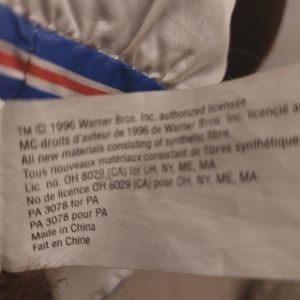 TM © 1996 Warner Bros. Inc. authorized licensee
MC droits d'auteur de 1996 de Warner Bros. Inc. licencié a
All new materials consisting of synthetic fibre.
Tous nouveaux matériaux consistant de fibres synthétique
Lic. no. OH 8029 (CA) for OH, NY, ME, MA.
No de licence OH 8029 (CA) pour OH, NY, ME, MA.
PA 3078 for PA
PA 3078 pour PA
Made in China
Fait en Chine